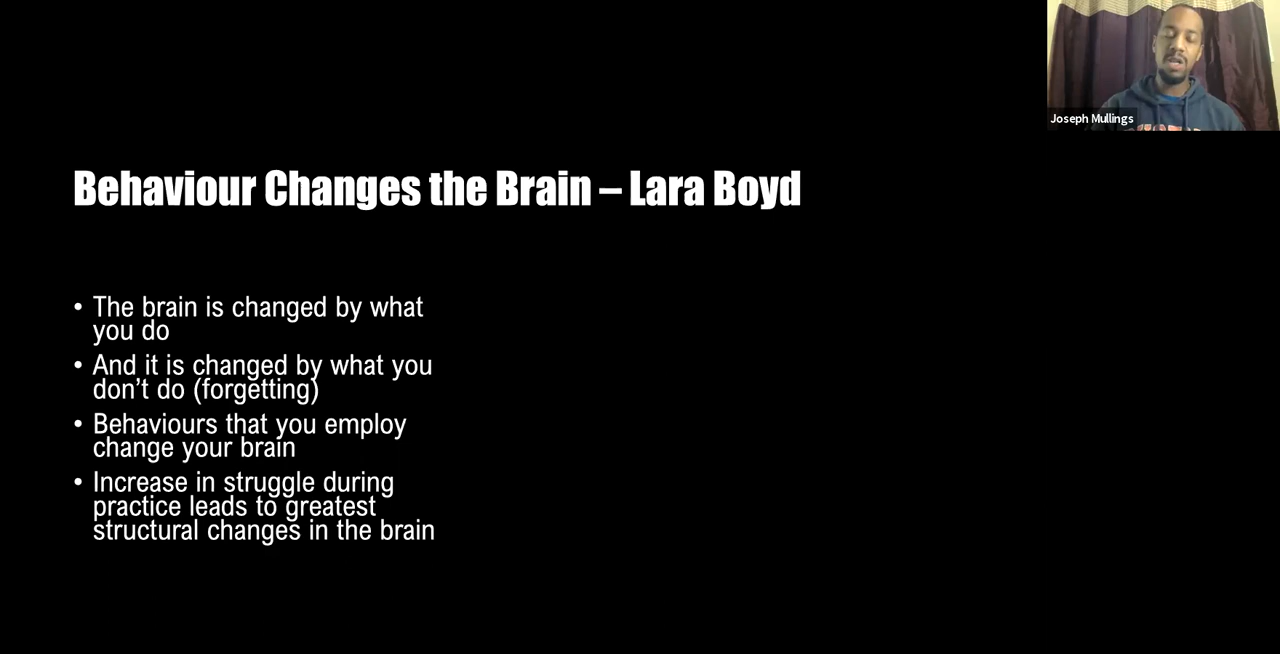 Joseph Mullings
Behaviour Changes the Brain – Lara Boyd
• The brain is changed by what
you do
• And it is changed by what you
don't do (forgetting)
• Behaviours that you employ
change your brain
• Increase in struggle during
practice leads to greatest
structural changes in the brain